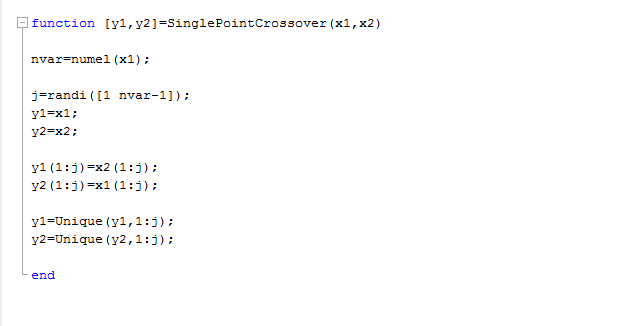 function [y1,y2]=SinglePointCrossover(x1,x2)
nvar=numel(x1);
j=randi([1 nvar-1]);
y1=x1;
y2=x2;
y1(1:j)=x2(1:j);
y2(1:j)=x1(1:j);
y1=Unique(y1,1:j);
y2=Unique(y2,1:j);
end